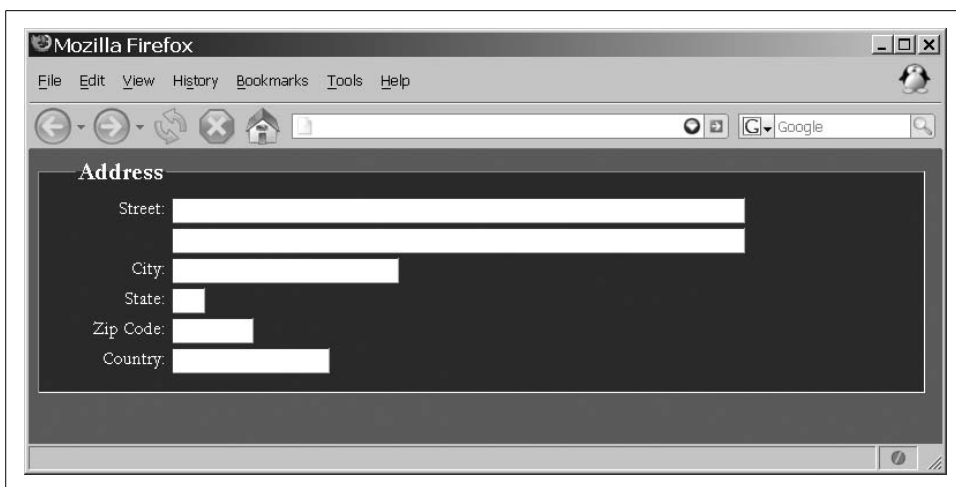 Mozilla Firefox
File Edit View History Bookmarks Tools Help
G Google
Address
Street:
City:
State:
Zip Code:
Country: